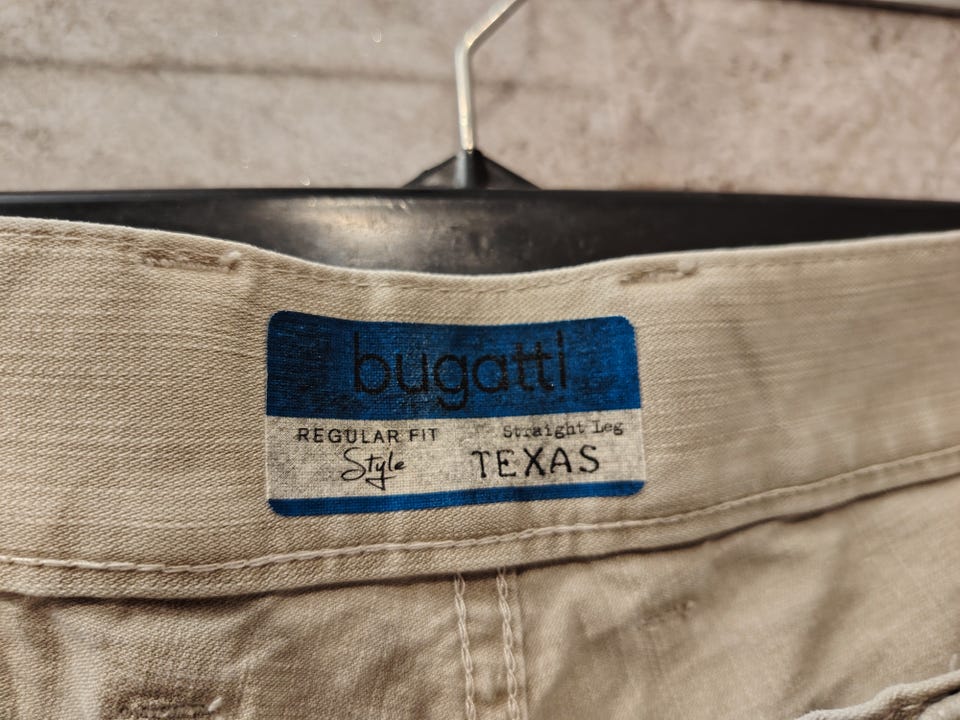 bugatti
REGULAR FIT Straight Leg
Style TEXAS